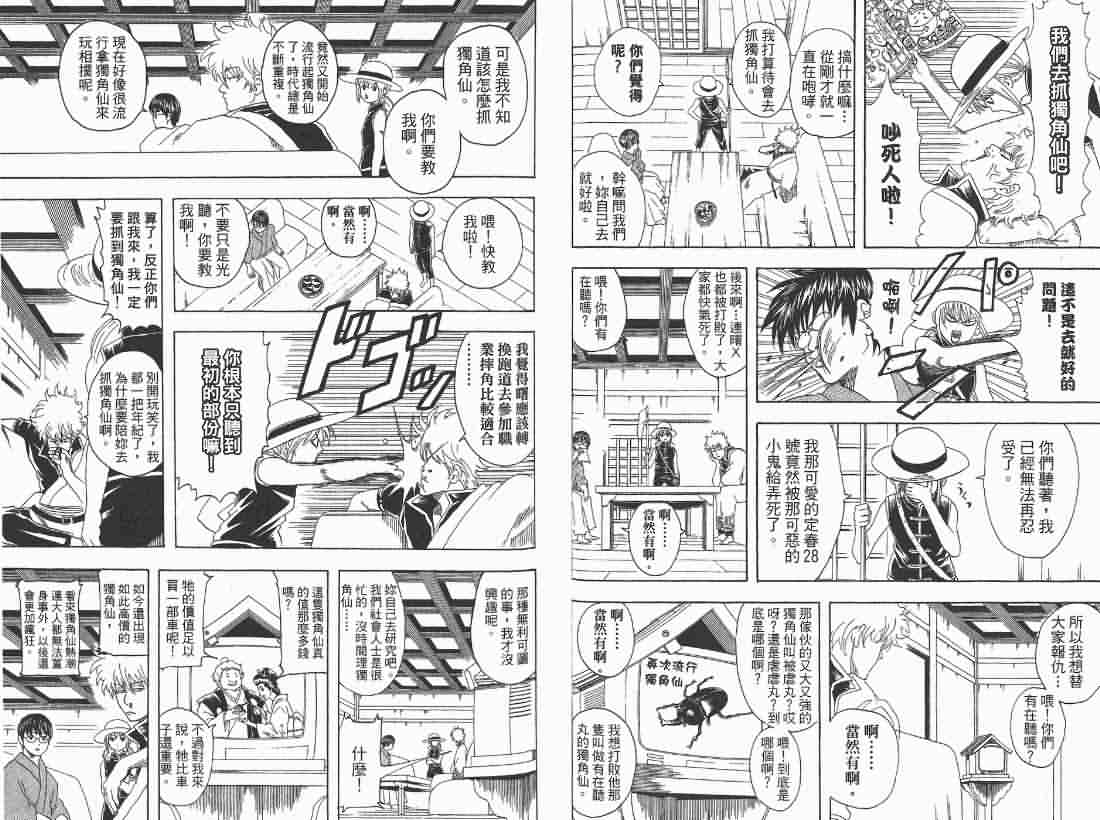 我們去抓獨角仙吧！
吵死人啦！
搞什麼嘛…
從剛才就一
直在咆哮。
我打算待會去
抓獨角仙。
你們覺得
呢？
幹嘛問我們
，妳自己去
就好啦。
這不是去就好的
問題！
咂啊！
後來啊…連曙Ｘ
也都被打敗了，大
家都快氣死了。
喂！你們有
在聽嗎？
你們聽著，我
已經無法再忍
受了。
我那可愛的定春28
號竟然被那可惡的
小鬼給弄死了。
當然有啊。
所以我想替
大家報仇…
喂！你們
有在聽嗎？
啊……
當然有啊。
那傢伙的又大又強的
獨角仙叫被虐丸？哎
呀？還是虐虐丸？到
底是哪個啊？
喂！到底是
哪個啊？
我想打敗他那
隻叫做有在聽
丸的獨角仙。
啊……
當然有啊。
再次流行
獨角仙
可是我不知
道該怎麼抓
獨角仙。
你們要教
我啊。
竟然又開始
流行起獨角仙
了，時代總是
不斷重複。
現在好像很流
行拿獨角仙來
玩相撲呢。
喂！快教
我啦！
啊……
當然有
啊。
不要只是光
聽，你要教
我啊！
我覺得曙應該轉
換跑道去參加職
業摔角比較適合
……
你根本只聽到
最初的部份嘛！
ドゴッ
算了，反正你們
跟我來，我一定
要抓到獨角仙！
別開玩笑了，我
都一把年紀了，
為什麼要陪妳去
抓獨角仙啊。
那種無利可圖
的事，我才沒
興趣呢。
妳自己去研究吧。
我們社會人士是很
忙的，沒時間理獨
角仙……
什麼！
這隻獨角仙真
的值那麼多錢
嗎？
牠的價值足以
買一部車呢！
不過對我來
說，牠比車
子還重要。
如今還出現
如此高價的
獨角仙，
看來獨角仙熱潮
連大人都無法置
身事外，以後還
會更加瘋狂。